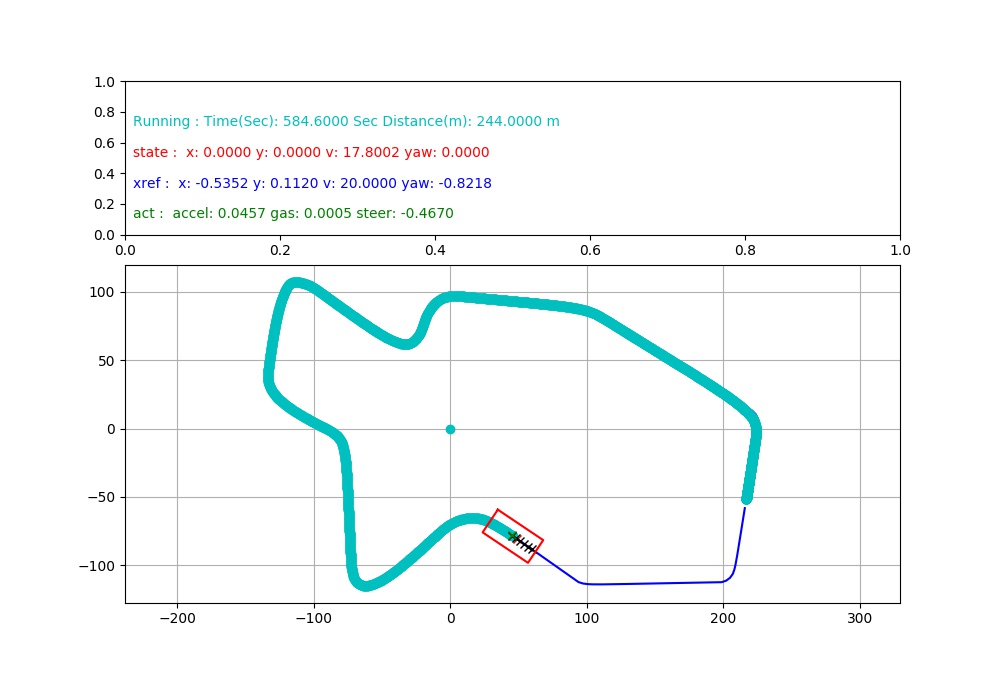 1.0
0.8
0.6
0.4
0.2
0.0
Running : Time(Sec): 584.6000 Sec Distance(m): 244.0000 m
state :  x: 0.0000 y: 0.0000 v: 17.8002 yaw: 0.0000
xref :  x: -0.5352 y: 0.1120 v: 20.0000 yaw: -0.8218
act :  accel: 0.0457 gas: 0.0005 steer: -0.4670
0.0 0.2 0.4 0.6 0.8 1.0
100
50
0
−50
−100
−200 −100 0 100 200 300